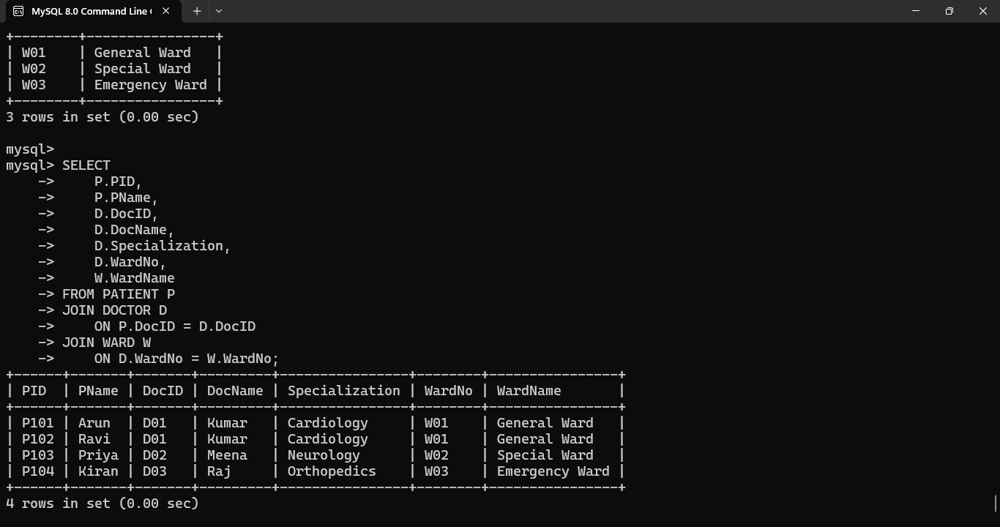 MySQL 8.0 Command Line
+--------+----------------+
| W01    | General Ward   |
| W02    | Special Ward   |
| W03    | Emergency Ward |
+--------+----------------+
3 rows in set (0.00 sec)
mysql>
mysql> SELECT
    ->     P.PID,
    ->     P.PName,
    ->     D.DocID,
    ->     D.DocName,
    ->     D.Specialization,
    ->     D.WardNo,
    ->     W.WardName
    -> FROM PATIENT P
    -> JOIN DOCTOR D
    ->     ON P.DocID = D.DocID
    -> JOIN WARD W
    ->     ON D.WardNo = W.WardNo;
+------+-------+-------+---------+----------------+--------+----------------+
| PID  | PName | DocID | DocName | Specialization | WardNo | WardName       |
+------+-------+-------+---------+----------------+--------+----------------+
| P101 | Arun  | D01   | Kumar   | Cardiology     | W01    | General Ward   |
| P102 | Ravi  | D01   | Kumar   | Cardiology     | W01    | General Ward   |
| P103 | Priya | D02   | Meena   | Neurology      | W02    | Special Ward   |
| P104 | Kiran | D03   | Raj     | Orthopedics    | W03    | Emergency Ward |
+------+-------+-------+---------+----------------+--------+----------------+
4 rows in set (0.00 sec)